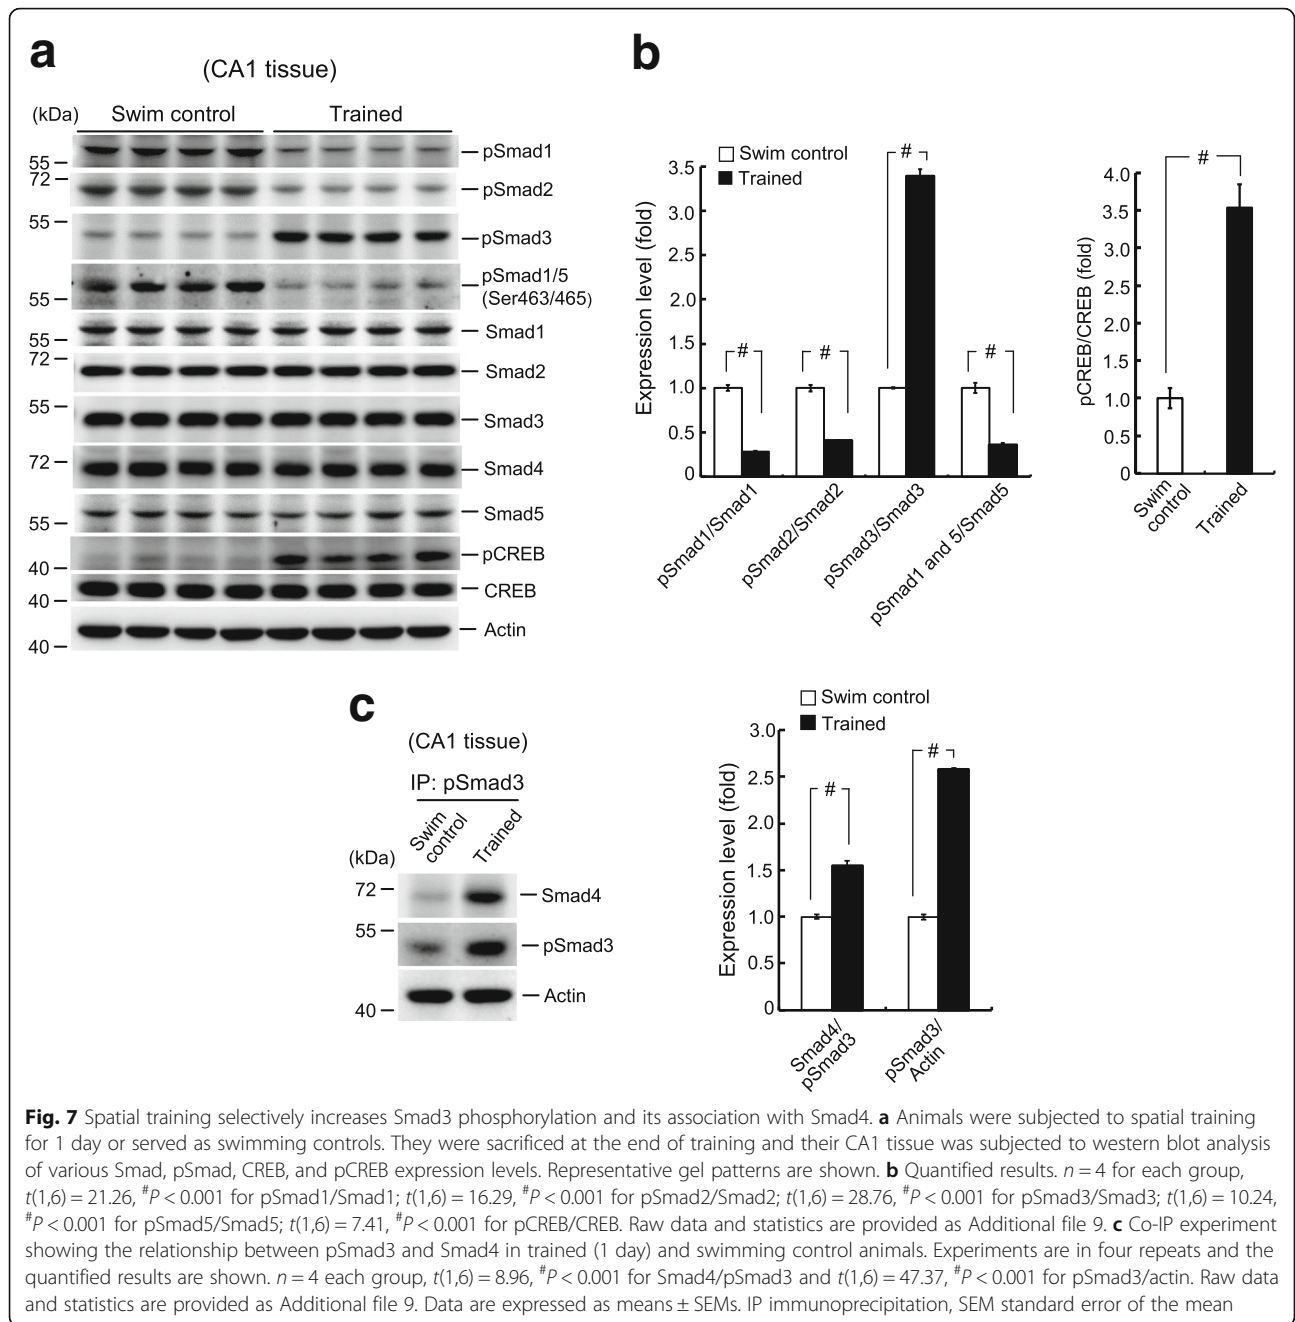 a
(CA1 tissue)
(kDa)
Swim control
Trained
55
pSmad1
72
pSmad2
55
pSmad3
55
pSmad1/5
(Ser463/465)
55
Smad1
72
Smad2
55
Smad3
72
Smad4
55
Smad5
40
pCREB
40
CREB
40
Actin
b
Swim control
Trained
Expression level (fold)
3.5
3.0
2.5
2.0
1.5
1.0
0.5
0
#
#
#
#
pSmad1/Smad1
pSmad2/Smad2
pSmad3/Smad3
pSmad1 and 5/Smad5
pCREB/CREB (fold)
4.0
3.5
3.0
2.5
2.0
1.5
1.0
0.5
0
#
Swim
control
Trained
c
(CA1 tissue)
IP: pSmad3
Swim
control
Trained
(kDa)
72
Smad4
55
pSmad3
40
Actin
Swim control
Trained
Expression level (fold)
3.0
2.5
2.0
1.5
1.0
0.5
0
#
#
Smad4/
pSmad3
pSmad3/
Actin
Fig. 7 Spatial training selectively increases Smad3 phosphorylation and its association with Smad4. a Animals were subjected to spatial training
for 1 day or served as swimming controls. They were sacrificed at the end of training and their CA1 tissue was subjected to western blot analysis
of various Smad, pSmad, CREB, and pCREB expression levels. Representative gel patterns are shown. b Quantified results. n = 4 for each group,
t(1,6) = 21.26, #P < 0.001 for pSmad1/Smad1; t(1,6) = 16.29, #P < 0.001 for pSmad2/Smad2; t(1,6) = 28.76, #P < 0.001 for pSmad3/Smad3; t(1,6) = 10.24,
#P < 0.001 for pSmad5/Smad5; t(1,6) = 7.41, #P < 0.001 for pCREB/CREB. Raw data and statistics are provided as Additional file 9. c Co-IP experiment
showing the relationship between pSmad3 and Smad4 in trained (1 day) and swimming control animals. Experiments are in four repeats and the
quantified results are shown. n = 4 each group, t(1,6) = 8.96, #P < 0.001 for Smad4/pSmad3 and t(1,6) = 47.37, #P < 0.001 for pSmad3/actin. Raw data
and statistics are provided as Additional file 9. Data are expressed as means ± SEMs. IP immunoprecipitation, SEM standard error of the mean